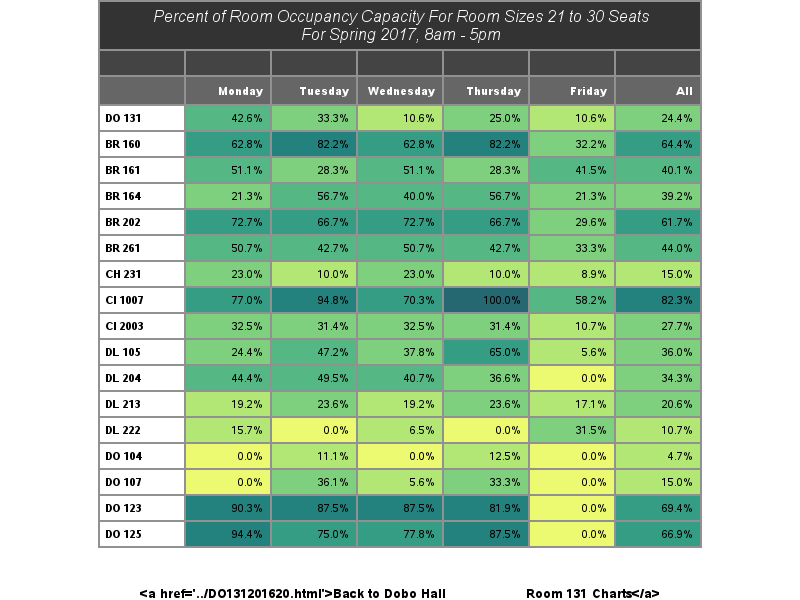 Percent of Room Occupancy Capacity For Room Sizes 21 to 30 Seats
For Spring 2017, 8am - 5pm
Monday Tuesday Wednesday Thursday Friday All
DO 131 42.6% 33.3% 10.6% 25.0% 10.6% 24.4%
BR 160 62.8% 82.2% 62.8% 82.2% 32.2% 64.4%
BR 161 51.1% 28.3% 51.1% 28.3% 41.5% 40.1%
BR 164 21.3% 56.7% 40.0% 56.7% 21.3% 39.2%
BR 202 72.7% 66.7% 72.7% 66.7% 29.6% 61.7%
BR 261 50.7% 42.7% 50.7% 42.7% 33.3% 44.0%
CH 231 23.0% 10.0% 23.0% 10.0% 8.9% 15.0%
CI 1007 77.0% 94.8% 70.3% 100.0% 58.2% 82.3%
CI 2003 32.5% 31.4% 32.5% 31.4% 10.7% 27.7%
DL 105 24.4% 47.2% 37.8% 65.0% 5.6% 36.0%
DL 204 44.4% 49.5% 40.7% 36.6% 0.0% 34.3%
DL 213 19.2% 23.6% 19.2% 23.6% 17.1% 20.6%
DL 222 15.7% 0.0% 6.5% 0.0% 31.5% 10.7%
DO 104 0.0% 11.1% 0.0% 12.5% 0.0% 4.7%
DO 107 0.0% 36.1% 5.6% 33.3% 0.0% 15.0%
DO 123 90.3% 87.5% 87.5% 81.9% 0.0% 69.4%
DO 125 94.4% 75.0% 77.8% 87.5% 0.0% 66.9%
<a href='../DO131201620.html'>Back to Dobo Hall Room 131 Charts</a>